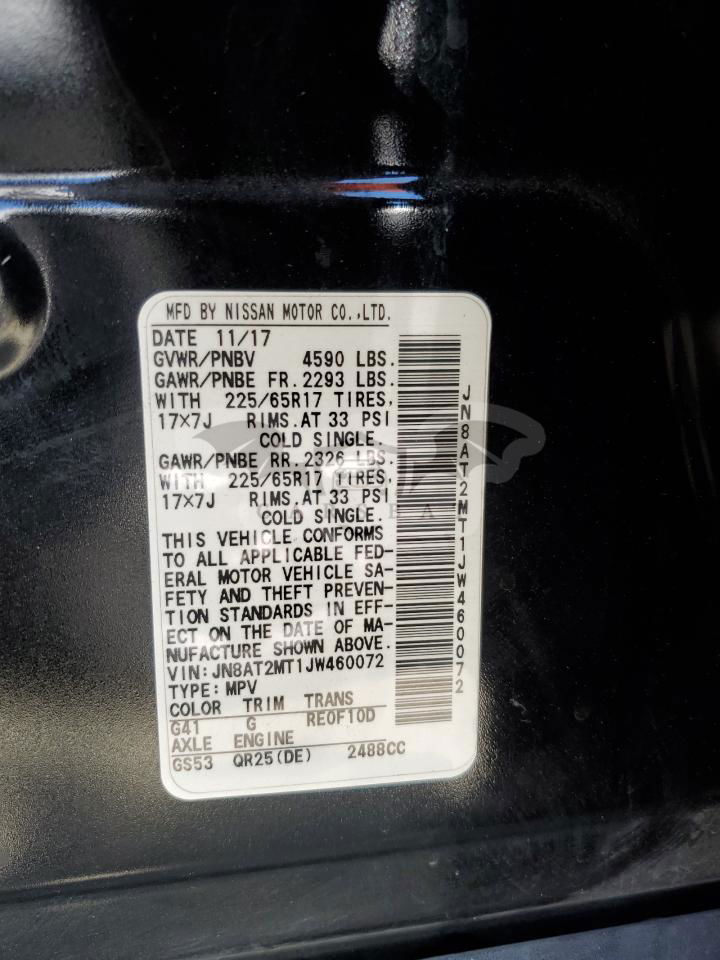 MFD BY NISSAN MOTOR CO.,LTD.
DATE 11/17
GVWR/PNBV 4590 LBS.
GAWR/PNBE FR. 2293 LBS.
WITH 225/65R17 TIRES,
17×7J RIMS. AT 33 PSI
COLD SINGLE.
GAWR/PNBE RR. 2326 LBS.
WITH 225/65R17 TIRES,
17×7J RIMS. AT 33 PSI
COLD SINGLE.
THIS VEHICLE CONFORMS
TO ALL APPLICABLE FED-
ERAL MOTOR VEHICLE SA-
FETY AND THEFT PREVEN-
TION STANDARDS IN EFF-
ECT ON THE DATE OF MA-
NUFACTURE SHOWN ABOVE.
VIN: JN8AT2MT1JW460072
TYPE: MPV
COLOR TRIM TRANS
G41 G RE0F10D
AXLE ENGINE
GS53 QR25(DE) 2488CC
JN8AT2MT1JW460072